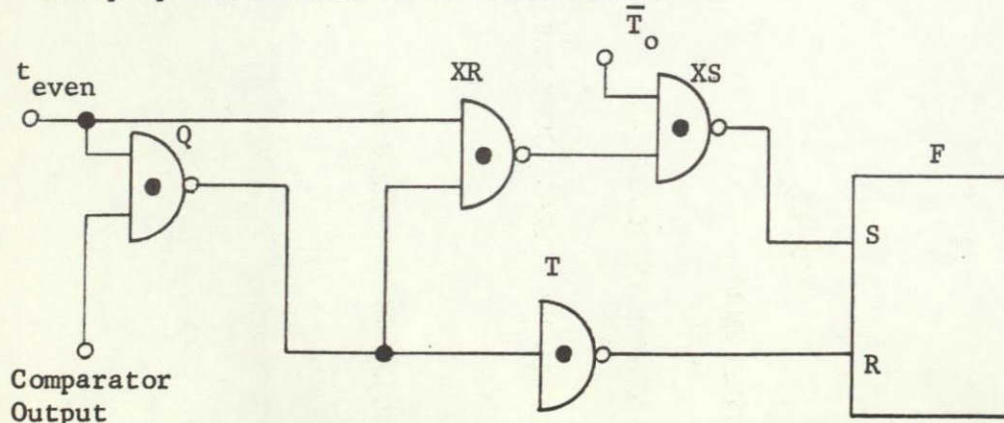 T̅o
t even
XR
XS
Q
F
S
T
R
Comparator
Output